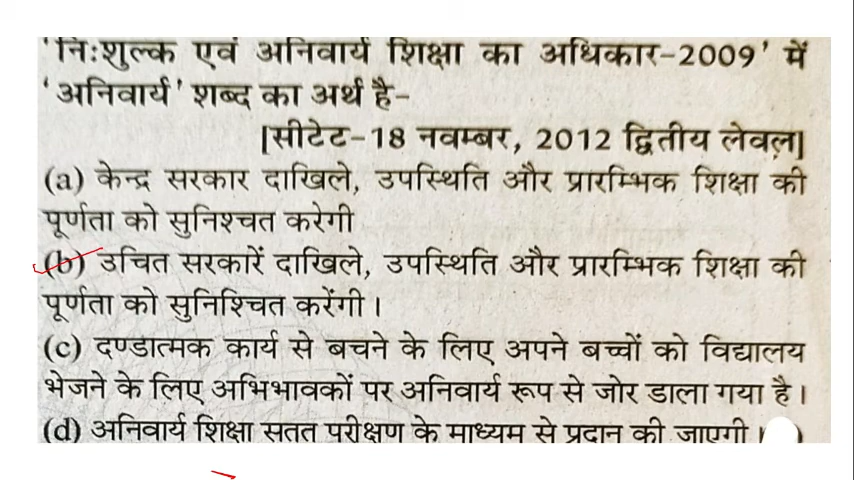 'निःशुल्क एवं अनिवार्य शिक्षा का अधिकार-2009' में
'अनिवार्य' शब्द का अर्थ है-
[सीटेट-18 नवम्बर, 2012 द्वितीय लेवल]
(a) केन्द्र सरकार दाखिले, उपस्थिति और प्रारम्भिक शिक्षा की
पूर्णता को सुनिश्चत करेगी
(b) उचित सरकारें दाखिले, उपस्थिति और प्रारम्भिक शिक्षा की
पूर्णता को सुनिश्चित करेंगी।
(c) दण्डात्मक कार्य से बचने के लिए अपने बच्चों को विद्यालय
भेजने के लिए अभिभावकों पर अनिवार्य रूप से जोर डाला गया है।
(d) अनिवार्य शिक्षा सतत परीक्षण के माध्यम से प्रदान की जाएगी।